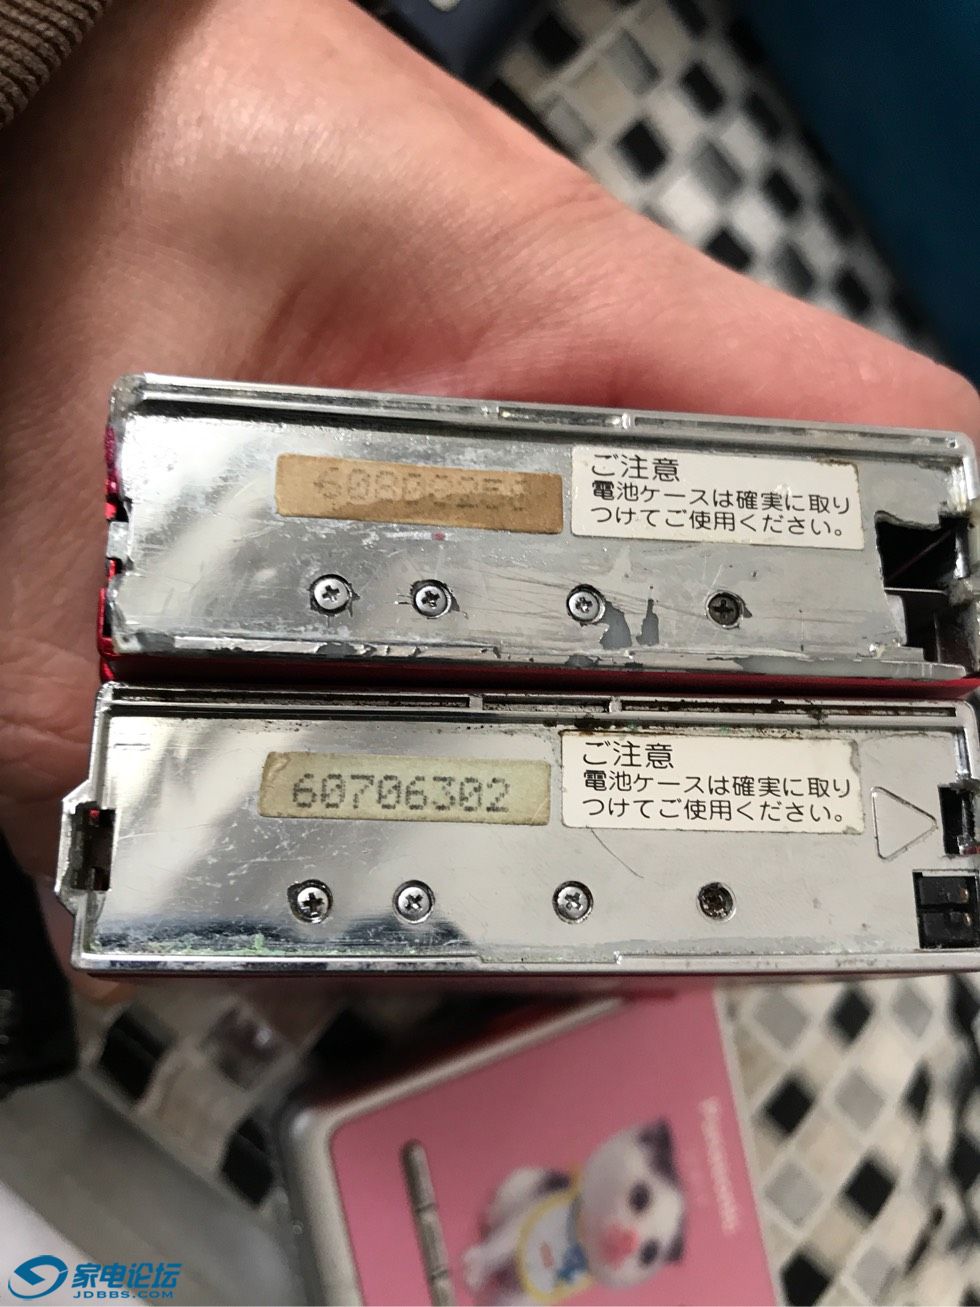 ご注意
電池ケースは確実に取り
つけてご使用ください。
60706302
ご注意
電池ケースは確実に取り
つけてご使用ください。
Panasonic
家电论坛
JDBBS.COM